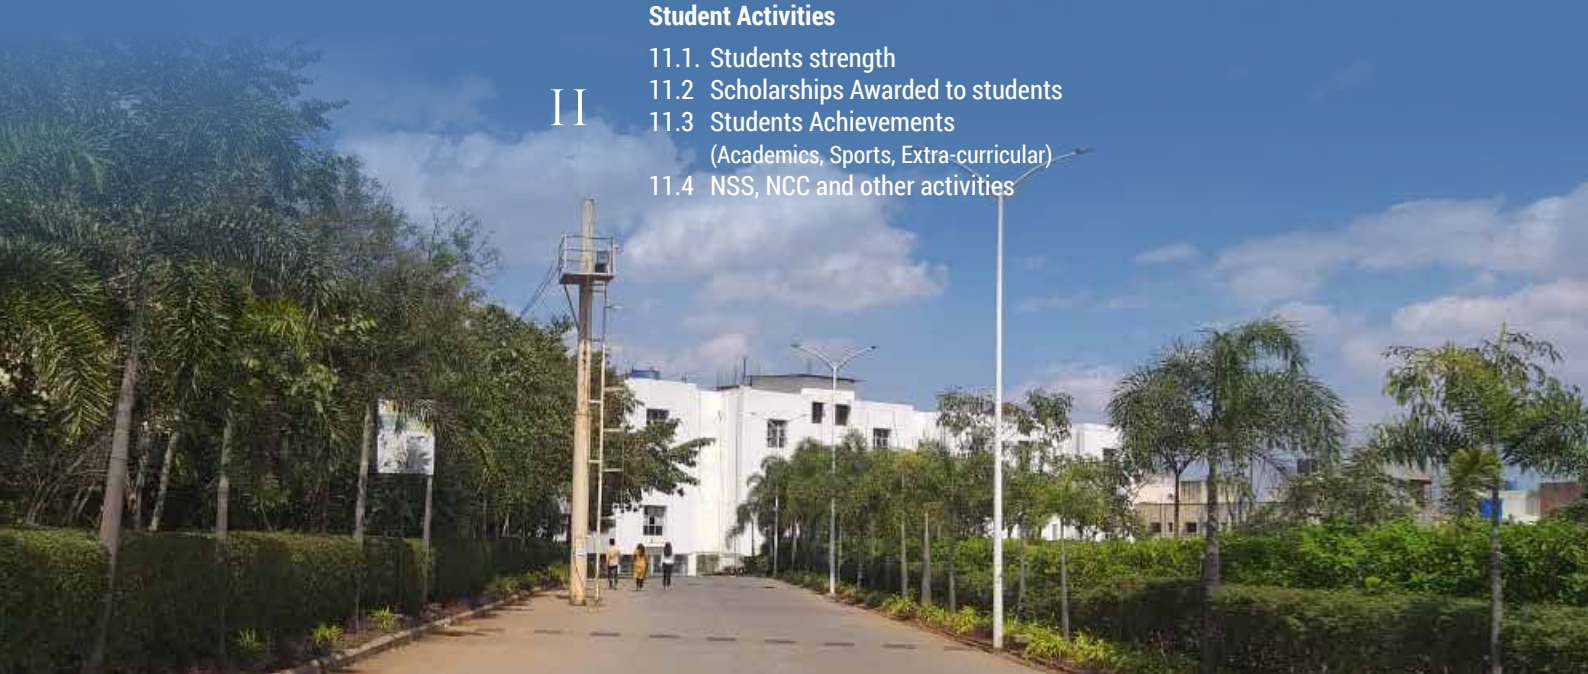 Student Activities
11.1. Students strength
11
11.2 Scholarships Awarded to students
11.3 Students Achievements
(Academics, Sports, Extra-curricular)
11.4 NSS, NCC and other activities